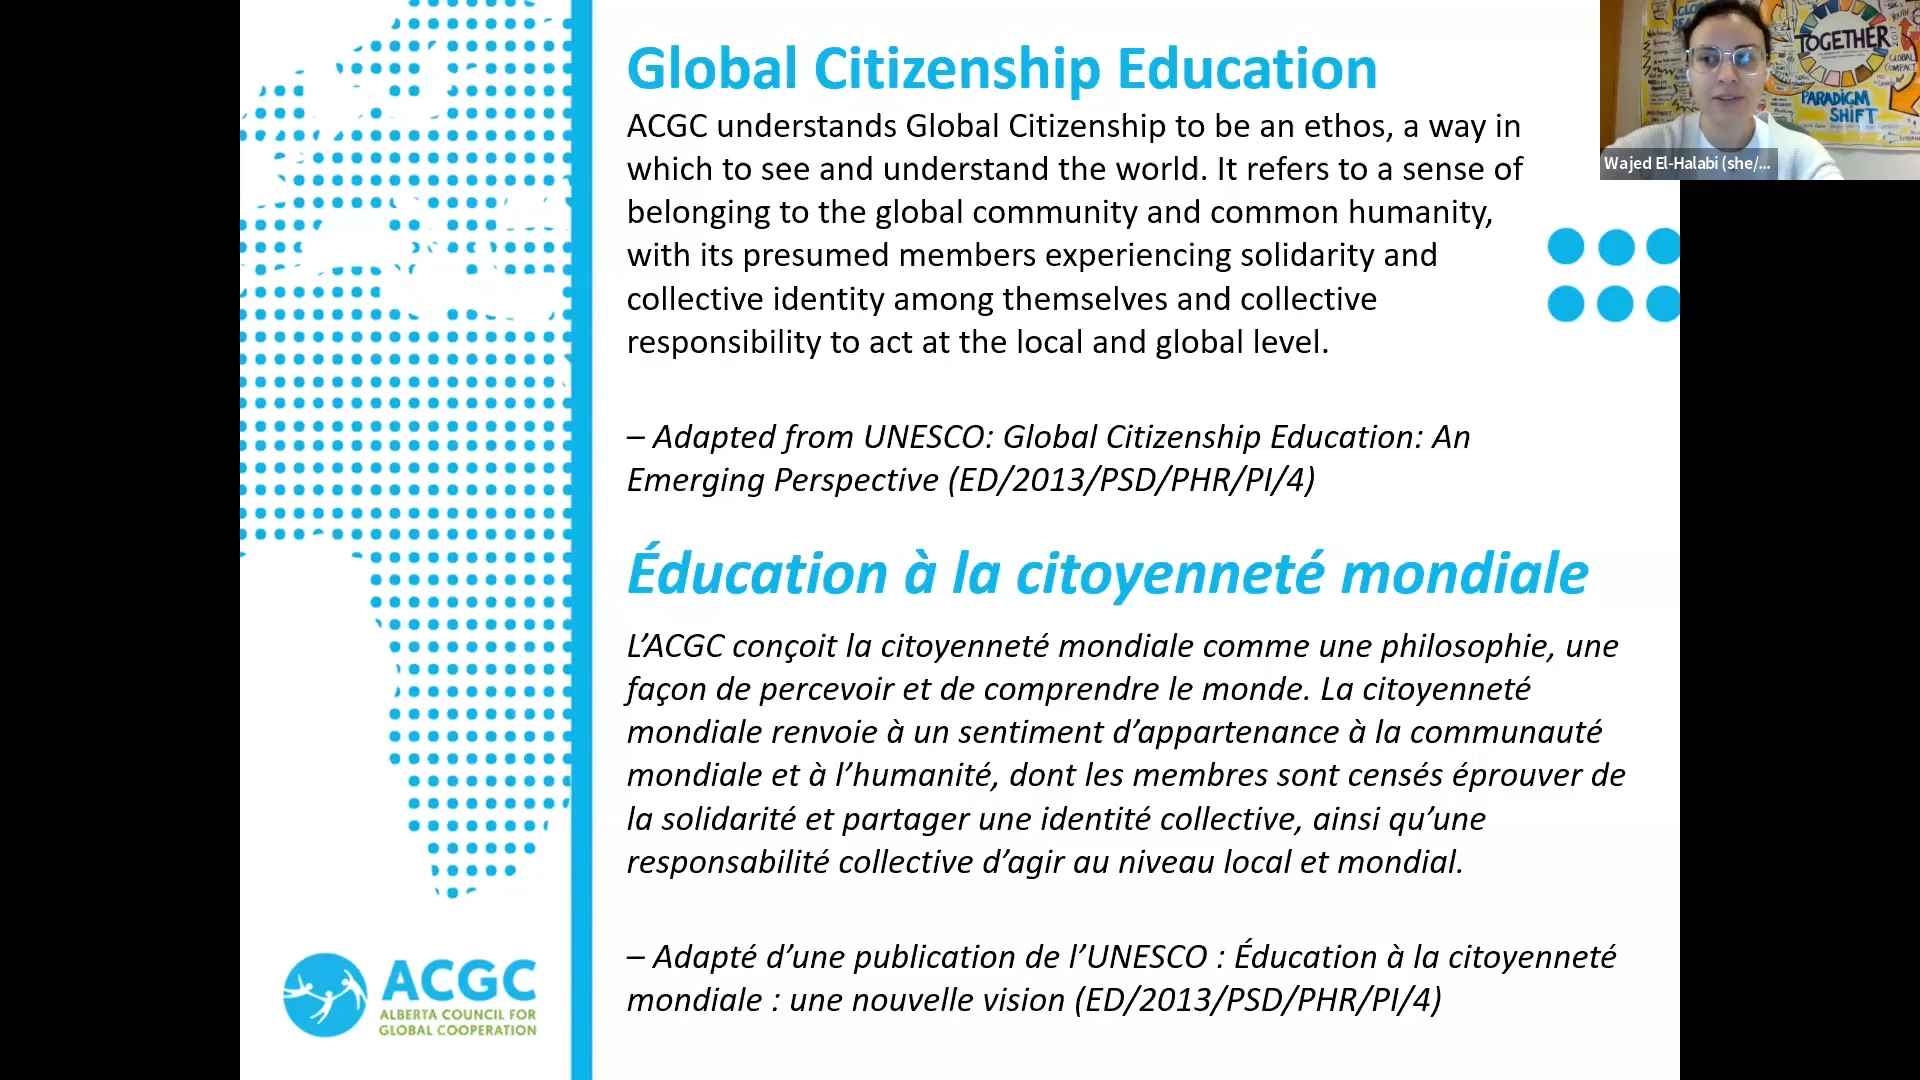 Global Citizenship Education
ACGC understands Global Citizenship to be an ethos, a way in
which to see and understand the world. It refers to a sense of
belonging to the global community and common humanity,
with its presumed members experiencing solidarity and
collective identity among themselves and collective
responsibility to act at the local and global level.
– Adapted from UNESCO: Global Citizenship Education: An
Emerging Perspective (ED/2013/PSD/PHR/PI/4)
Éducation à la citoyenneté mondiale
L’ACGC conçoit la citoyenneté mondiale comme une philosophie, une
façon de percevoir et de comprendre le monde. La citoyenneté
mondiale renvoie à un sentiment d’appartenance à la communauté
mondiale et à l’humanité, dont les membres sont censés éprouver de
la solidarité et partager une identité collective, ainsi qu’une
responsabilité collective d’agir au niveau local et mondial.
– Adapté d’une publication de l’UNESCO : Éducation à la citoyenneté
mondiale : une nouvelle vision (ED/2013/PSD/PHR/PI/4)
ACGC
ALBERTA COUNCIL FOR
GLOBAL COOPERATION
TOGETHER
GLOBAL
COMPACT
PARADIGM
SHIFT
Wajed El-Halabi (she/...